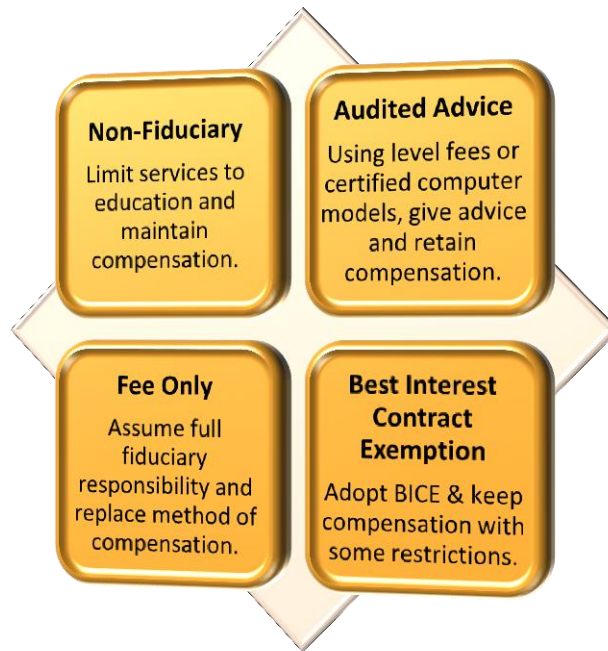 Non-Fiduciary
Limit services to
education and
maintain
compensation.
Audited Advice
Using level fees or
certified computer
models, give advice
and retain
compensation.
Fee Only
Assume full
fiduciary
responsibility and
replace method of
compensation.
Best Interest
Contract
Exemption
Adopt BICE & keep
compensation with
some restrictions.